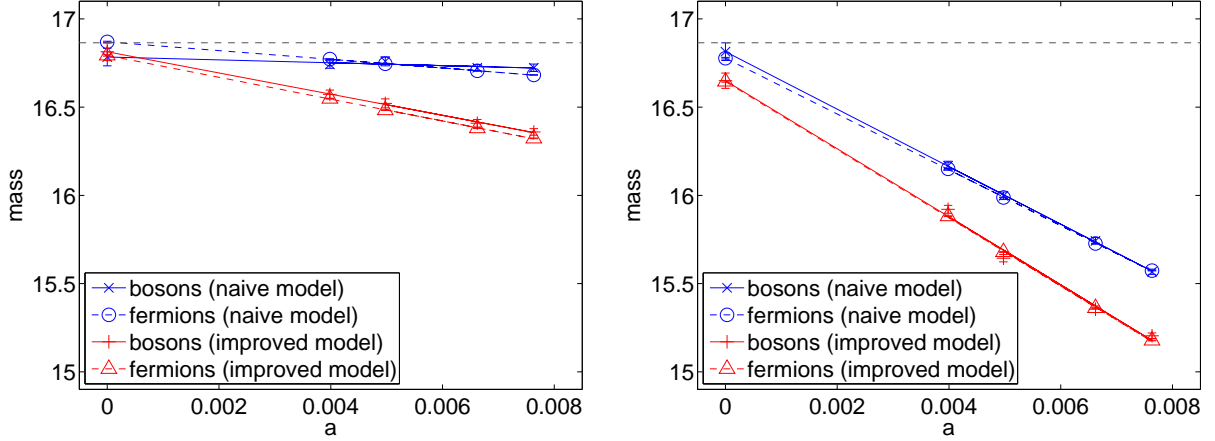 17
16.5
16
15.5
15
mass
0
0.002
0.004
0.006
0.008
a
bosons (naive model)
fermions (naive model)
bosons (improved model)
fermions (improved model)
17
16.5
16
15.5
15
mass
0
0.002
0.004
0.006
0.008
a
bosons (naive model)
fermions (naive model)
bosons (improved model)
fermions (improved model)